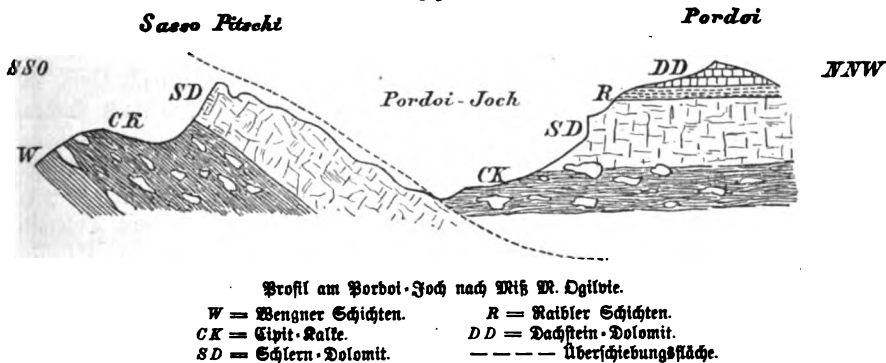 Sasso Pitschi
Pordoi
SSO
NNW
DD
SD
R
Pordoi-Joch
SD
CK
W
CK
Profil am Pordoi-Joch nach Miß M. Ogilvie.
W = Wengner Schichten.
R = Raibler Schichten.
CK = Cipit-Kalke.
DD = Dachstein-Dolomit.
SD = Schlern-Dolomit.
---- Überschiebungsfläche.